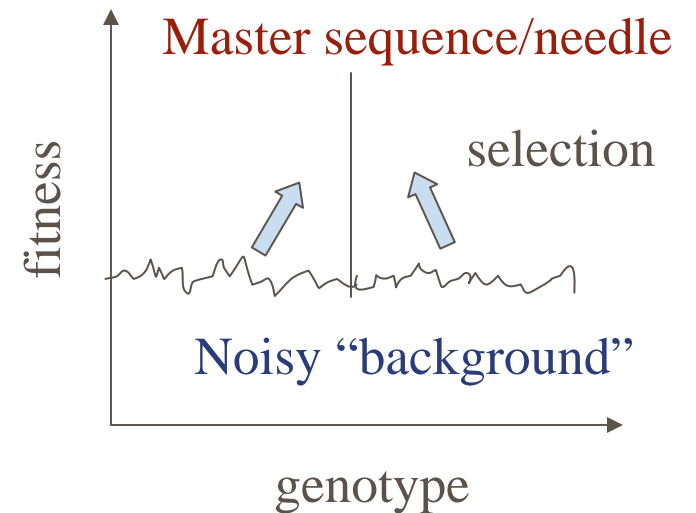 Master sequence/needle
selection
fitness
Noisy “background”
genotype